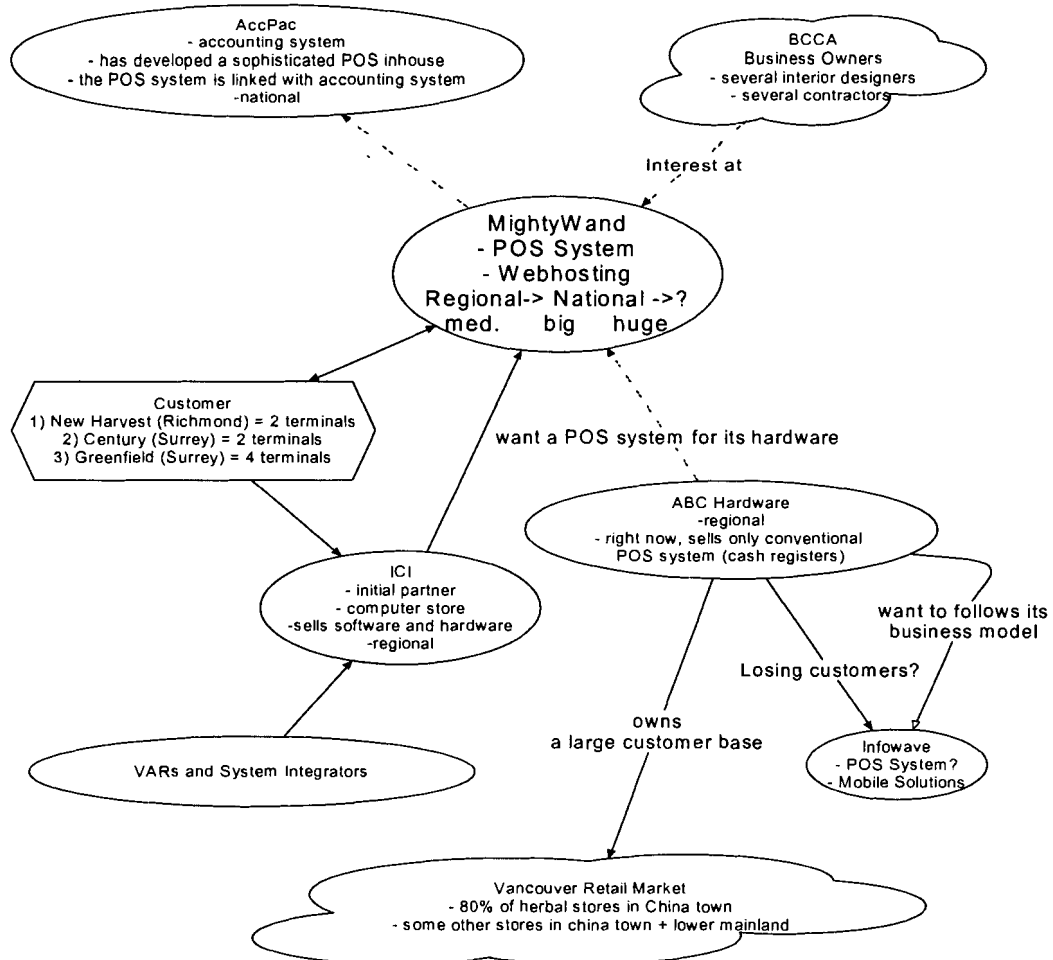 AccPac
- accounting system
- has developed a sophisticated POS inhouse
- the POS system is linked with accounting system
-national
BCCA
Business Owners
- several interior designers
- several contractors
Interest at
MightyWand
- POS System
- Webhosting
Regional-> National ->?
med. big huge
Customer
1) New Harvest (Richmond) = 2 terminals
2) Century (Surrey) = 2 terminals
3) Greenfield (Surrey) = 4 terminals
want a POS system for its hardware
ABC Hardware
-regional
- right now, sells only conventional
POS system (cash registers)
ICI
- initial partner
- computer store
-sells software and hardware
-regional
want to follows its
business model
Losing customers?
owns
a large customer base
Infowave
- POS System?
- Mobile Solutions
VARs and System Integrators
Vancouver Retail Market
- 80% of herbal stores in China town
- some other stores in china town + lower mainland